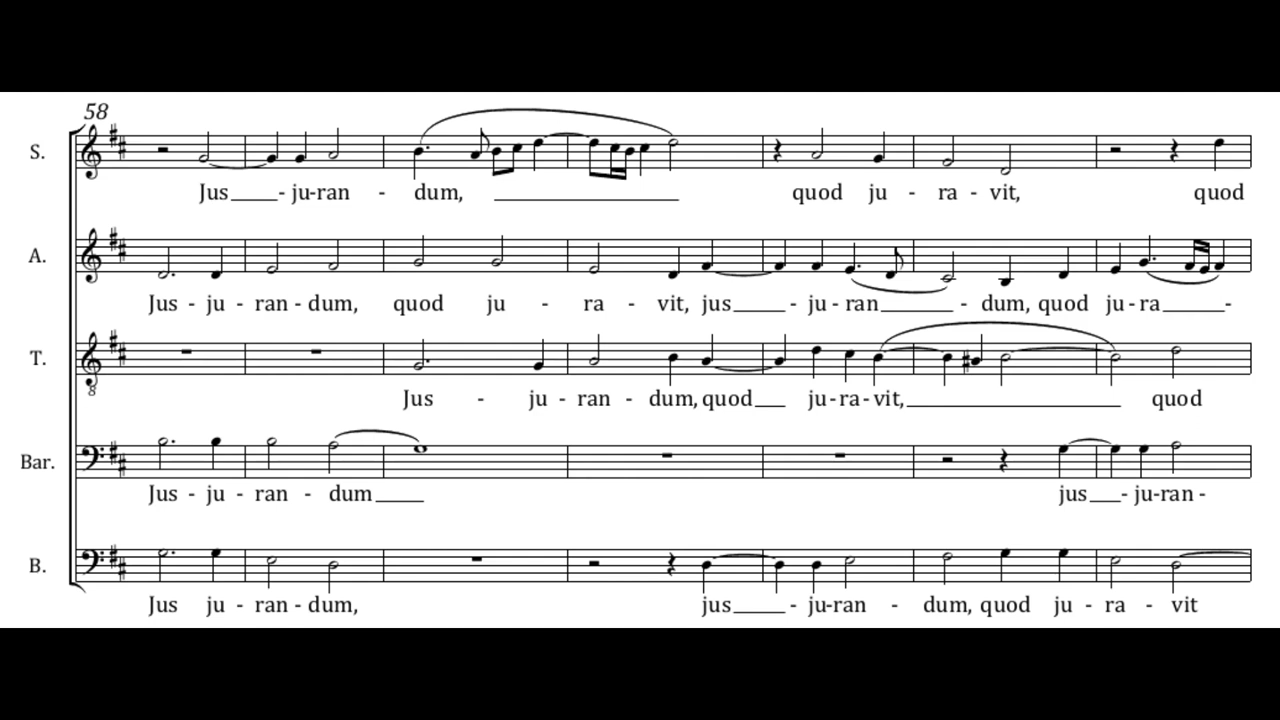 58
S.
Jus - ju-ran - dum, quod ju - ra - vit, quod
A.
Jus - ju - ran - dum, quod ju - ra - vit, jus - ju - ran - dum, quod ju - ra -
T.
8
Jus - ju - ran - dum, quod ju - ra - vit, quod
Bar.
Jus - ju - ran - dum jus - ju-ran -
B.
Jus ju - ran - dum, jus - ju-ran - dum, quod ju - ra - vit